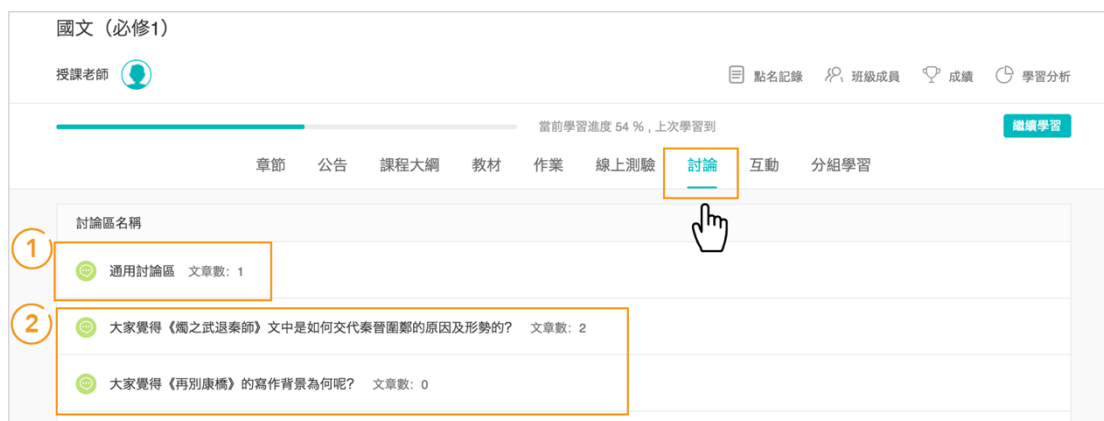 國文（必修1）
授課老師
點名記錄 班級成員 成績 學習分析
當前學習進度 54 % , 上次學習到 繼續學習
章節 公告 課程大綱 教材 作業 線上測驗 討論 互動 分組學習
討論區名稱
1
通用討論區 文章數: 1
2
大家覺得《燭之武退秦師》文中是如何交代秦晉圍鄭的原因及形勢的? 文章數: 2
大家覺得《再別康橋》的寫作背景為何呢? 文章數: 0